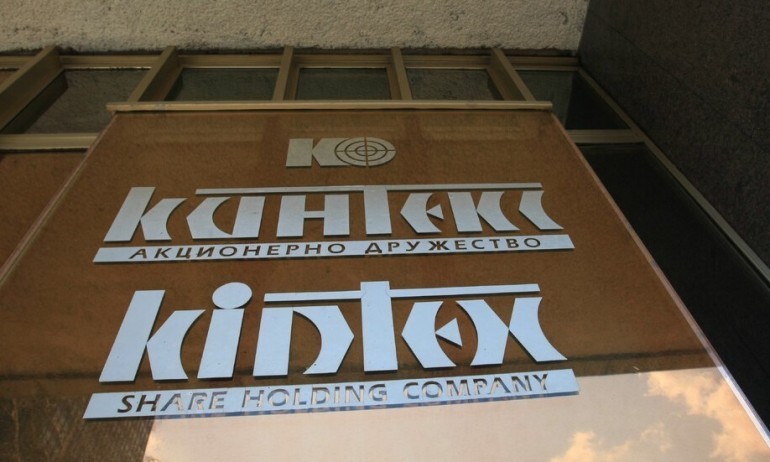 КО
КИНТЕКС
АКЦИОНЕРНО ДРУЖЕСТВО
KINTEX
SHARE HOLDING COMPANY